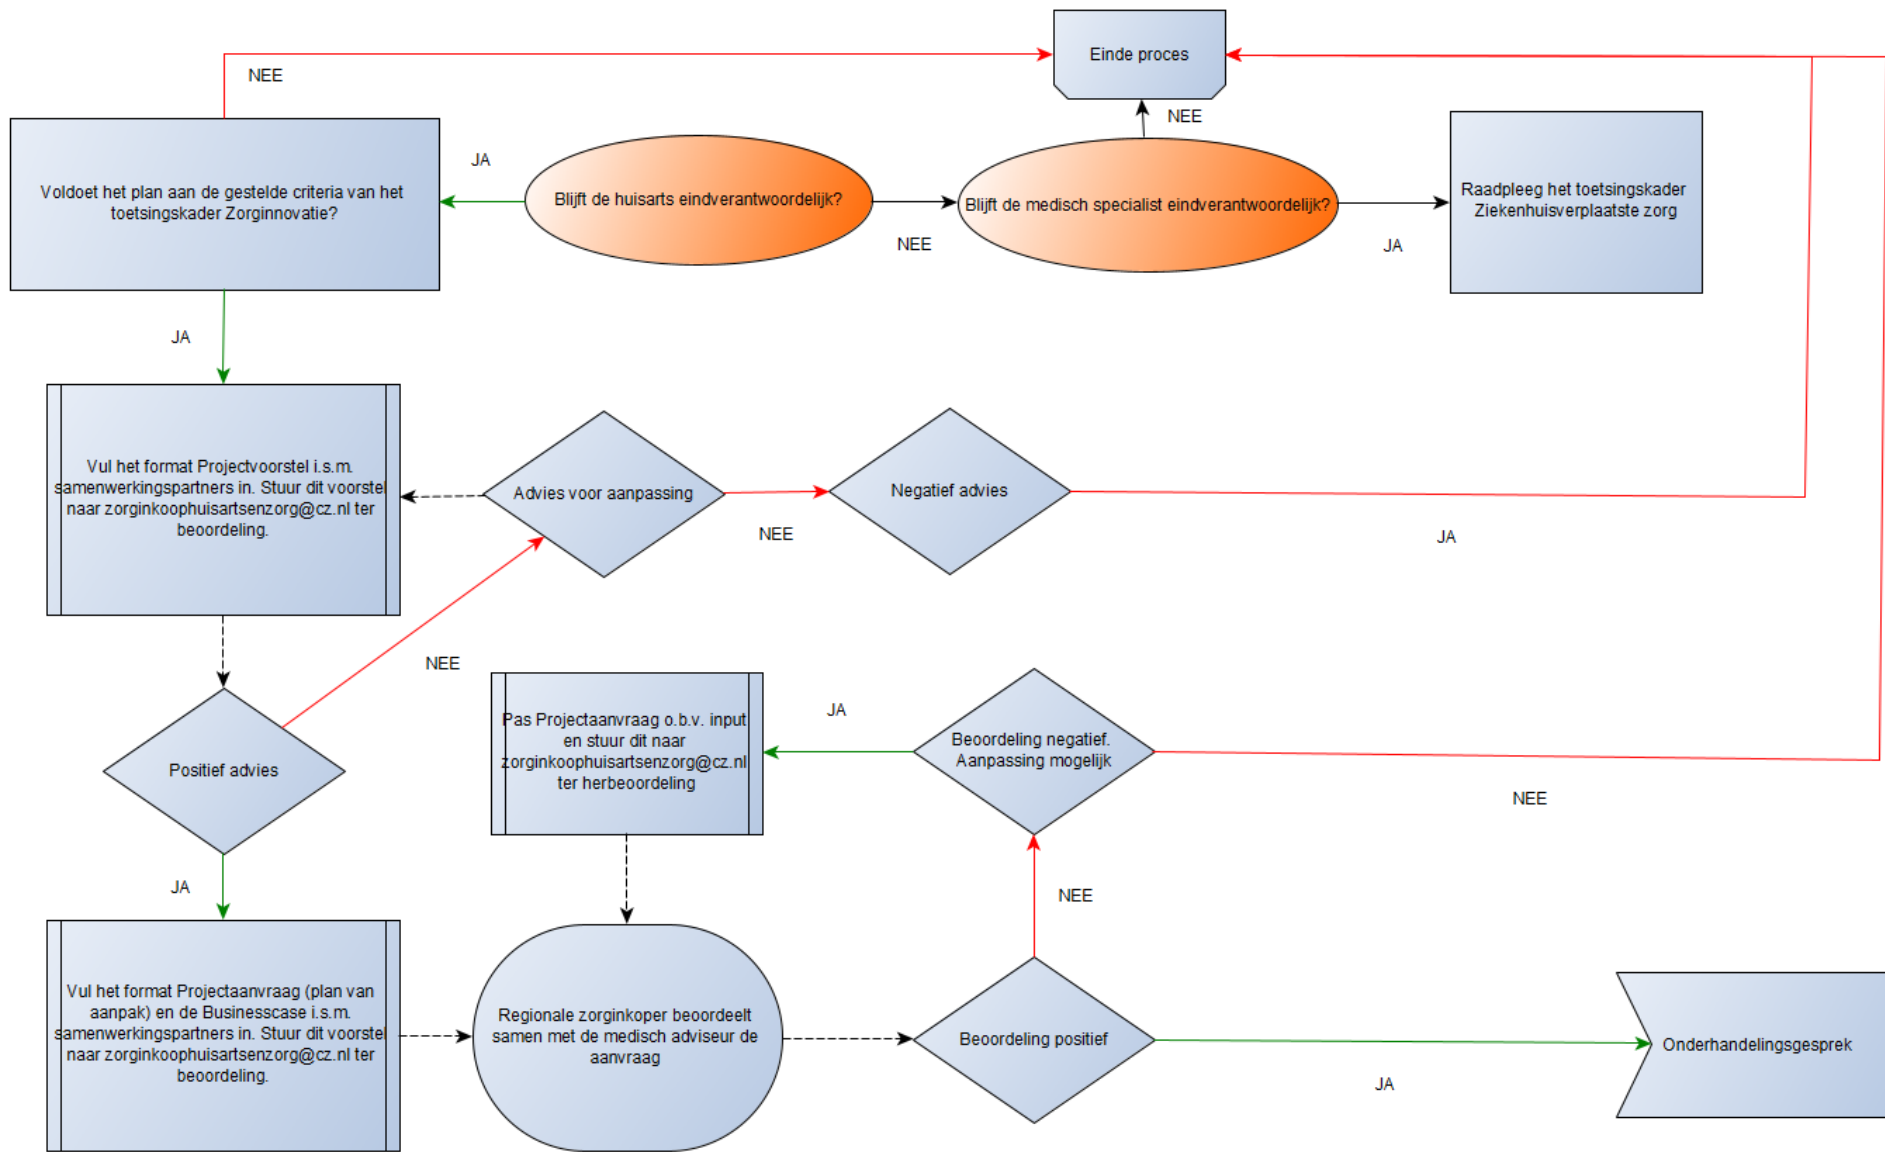 Einde proces
NEE
NEE
Voldoet het plan aan de gestelde criteria van het
toetsingskader Zorginnovatie?
JA
Blijft de huisarts eindverantwoordelijk?
NEE
Blijft de medisch specialist eindverantwoordelijk?
JA
Raadpleeg het toetsingskader
Ziekenhuisverplaatste zorg
JA
Vul het format Projectvoorstel i.s.m.
samenwerkingspartners in. Stuur dit voorstel
naar zorginkoophuisartsenzorg@cz.nl ter
beoordeling.
Advies voor aanpassing
NEE
Negatief advies
JA
NEE
Positief advies
Pas Projectaanvraag o.b.v. input
en stuur dit naar
zorginkoophuisartsenzorg@cz.nl
ter herbeoordeling
JA
Beoordeling negatief.
Aanpassing mogelijk
NEE
JA
NEE
Vul het format Projectaanvraag (plan van
aanpak) en de Businesscase i.s.m.
samenwerkingspartners in. Stuur dit voorstel
naar zorginkoophuisartsenzorg@cz.nl ter
beoordeling.
Regionale zorginkoper beoordeelt
samen met de medisch adviseur de
aanvraag
Beoordeling positief
JA
Onderhandelingsgesprek